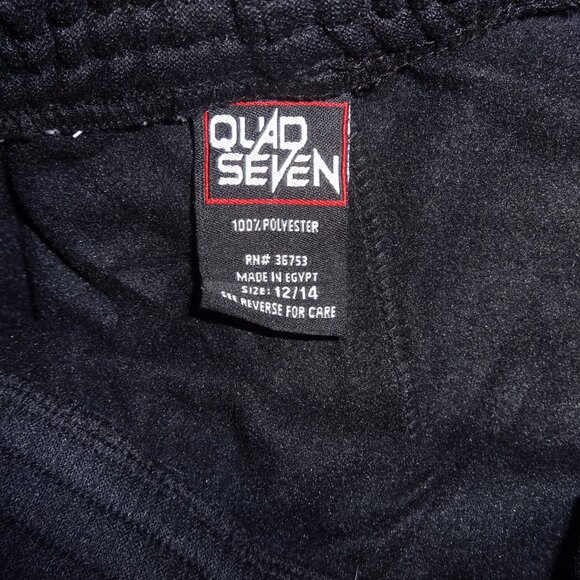 QUAD
SEVEN
100% POLYESTER
RN# 36753
MADE IN EGYPT
SIZE: 12/14
SEE REVERSE FOR CARE